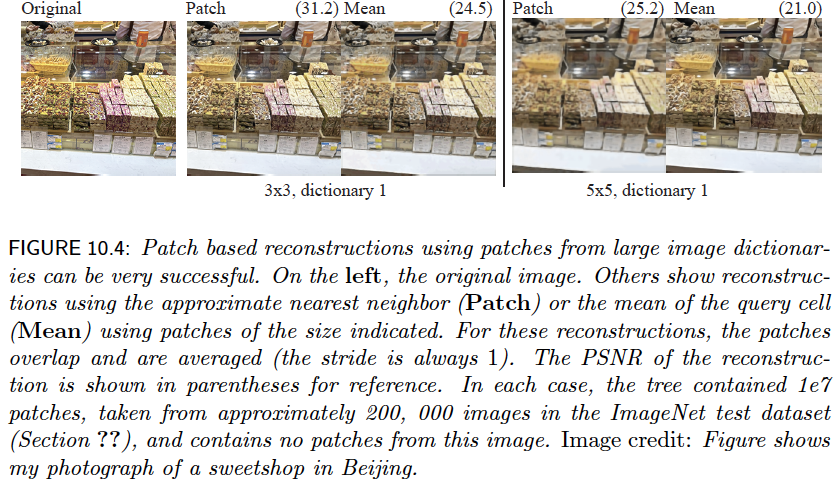 Original Patch (31.2) Mean (24.5) Patch (25.2) Mean (21.0)
3x3, dictionary 1 5x5, dictionary 1
FIGURE 10.4: Patch based reconstructions using patches from large image dictionar-
ies can be very successful. On the left, the original image. Others show reconstruc-
tions using the approximate nearest neighbor (Patch) or the mean of the query cell
(Mean) using patches of the size indicated. For these reconstructions, the patches
overlap and are averaged (the stride is always 1). The PSNR of the reconstruc-
tion is shown in parentheses for reference. In each case, the tree contained 1e7
patches, taken from approximately 200, 000 images in the ImageNet test dataset
(Section ??), and contains no patches from this image. Image credit: Figure shows
my photograph of a sweetshop in Beijing.